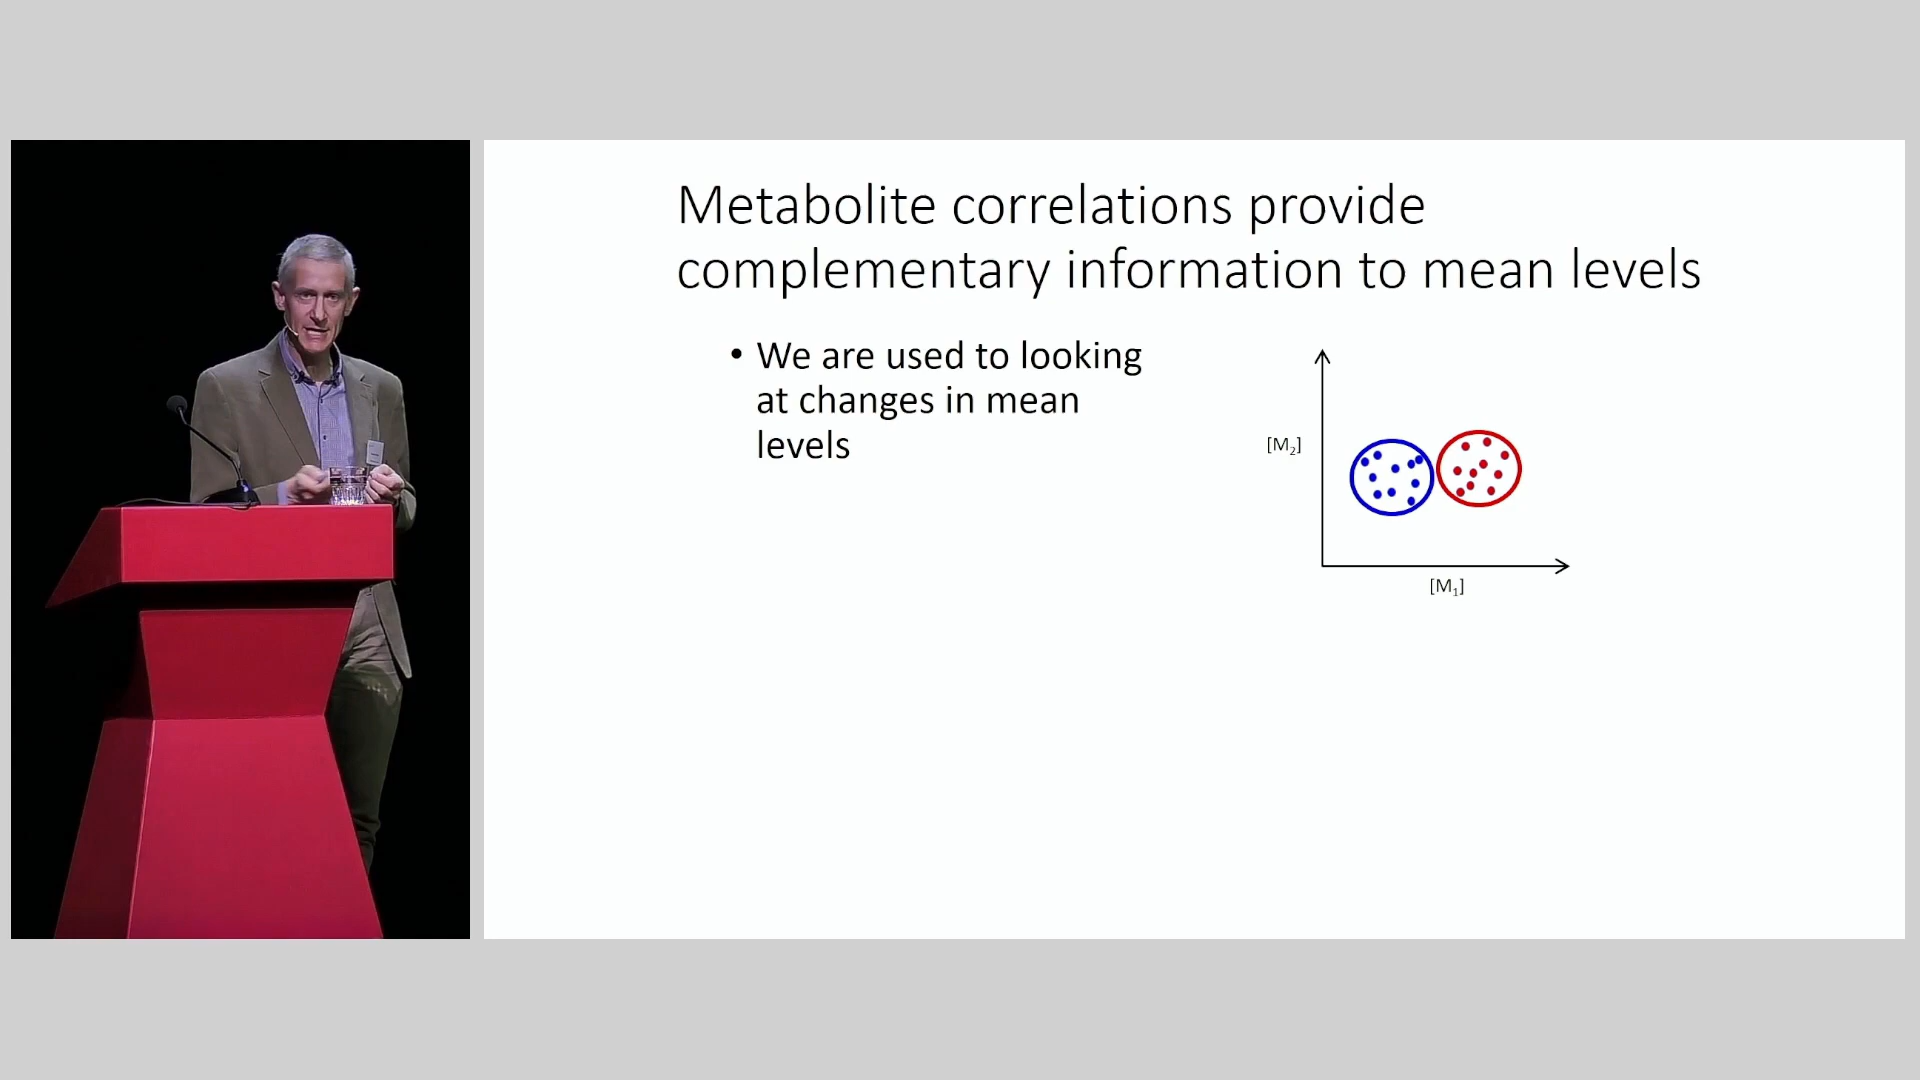 Metabolite correlations provide
complementary information to mean levels
• We are used to looking
at changes in mean
levels
[M₂]
[M₁]